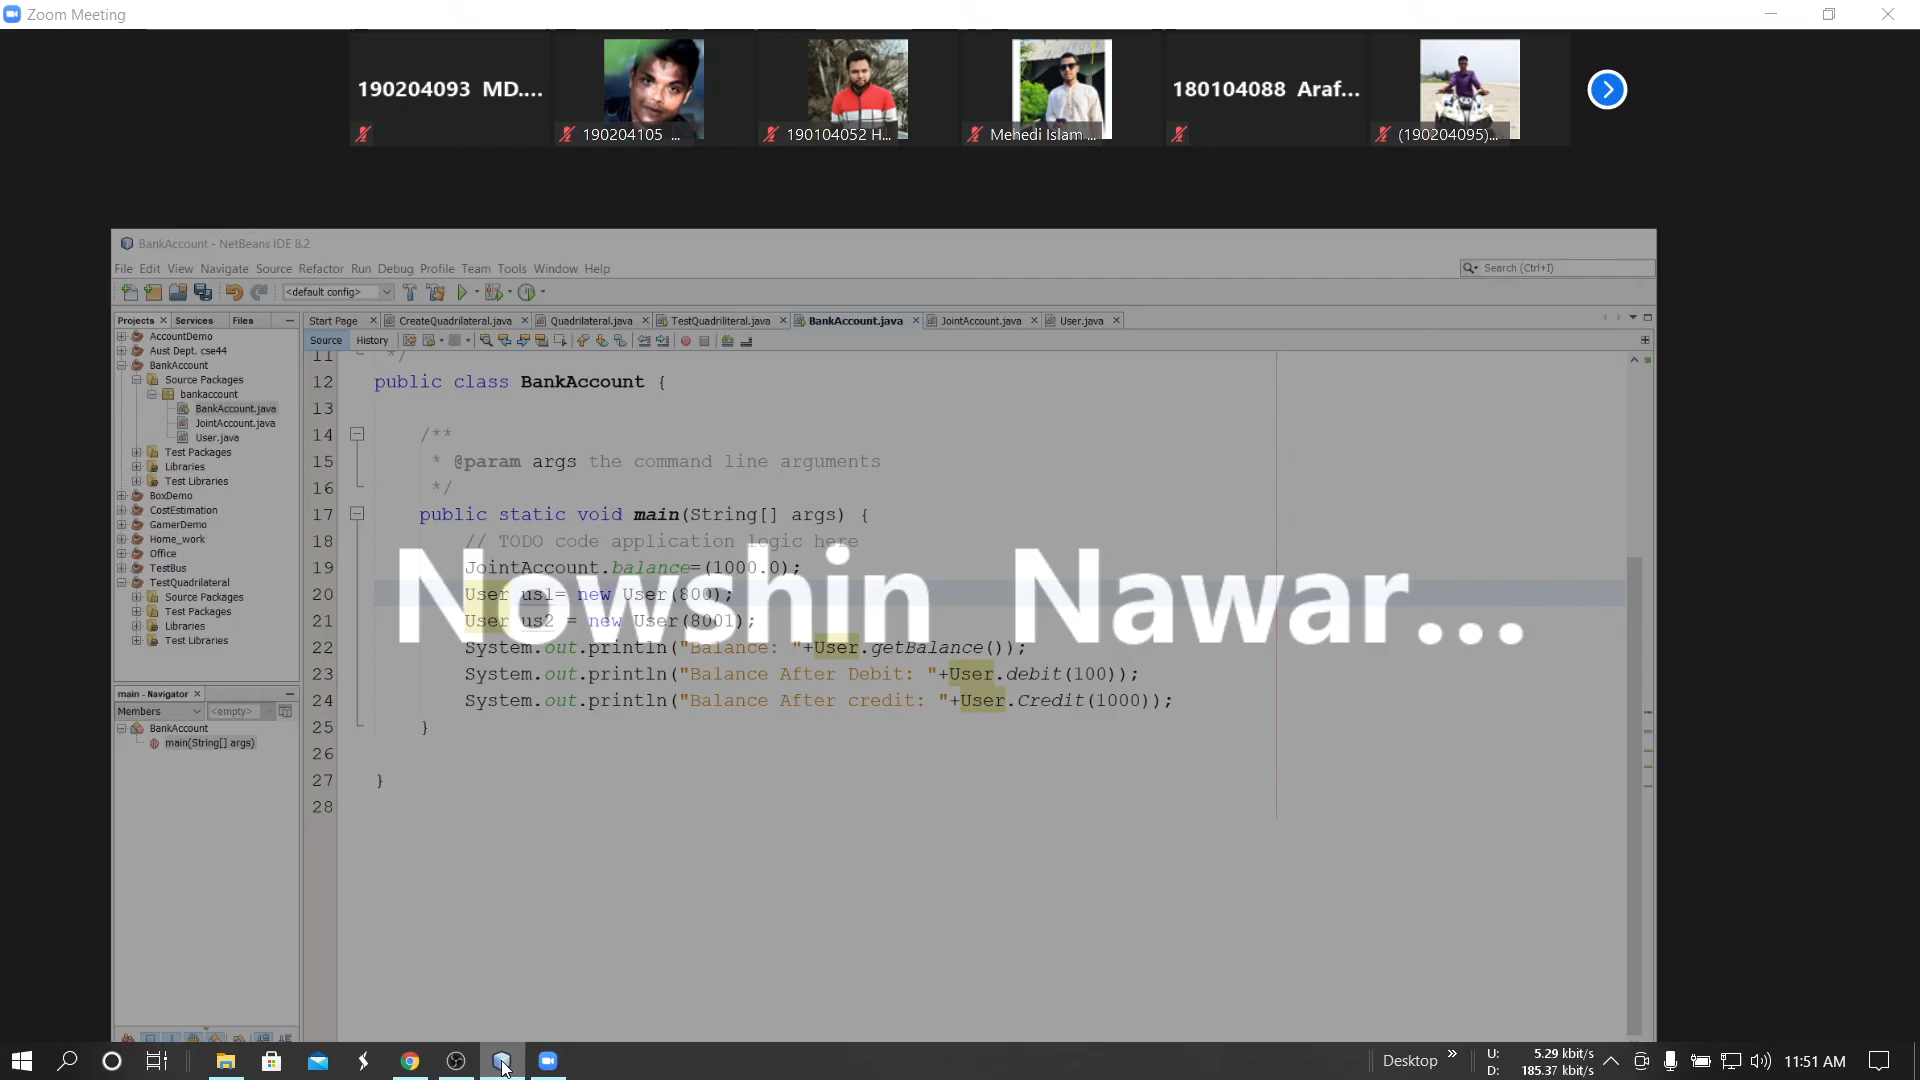 Zoom Meeting
190204093 MD....
190204105 ...
190104052 H...
Mehedi Islam ...
180104088 Araf...
(190204095)...
BankAccount - NetBeans IDE 8.2
File Edit View Navigate Source Refactor Run Debug Profile Team Tools Window Help
Search (Ctrl+I)
<default config>
Projects Services Files
Start Page CreateQuadrilateral.java Quadrilateral.java TestQuadriliteral.java BankAccount.java JointAccount.java User.java
Source History
AccountDemo
Aust Dept. cse44
BankAccount
Source Packages
bankaccount
BankAccount.java
JointAccount.java
User.java
Test Packages
Libraries
Test Libraries
BoxDemo
CostEstimation
GamerDemo
Home_work
Office
TestBus
TestQuadrilateral
Source Packages
Test Packages
Libraries
Test Libraries
main - Navigator
Members <empty>
BankAccount
main(String[] args)
11 */
12 public class BankAccount {
13
14 /**
15 * @param args the command line arguments
16 */
17 public static void main(String[] args) {
18 // TODO code application logic here
19 JointAccount.balance=(1000.0);
20 User us1= new User(800);
21 User us2 = new User(8001);
22 System.out.println("Balance: "+User.getBalance());
23 System.out.println("Balance After Debit: "+User.debit(100));
24 System.out.println("Balance After credit: "+User.Credit(1000));
25 }
26
27 }
28
Nowshin Nawar...
Desktop
U: 5.29 kbit/s
D: 185.37 kbit/s
11:51 AM